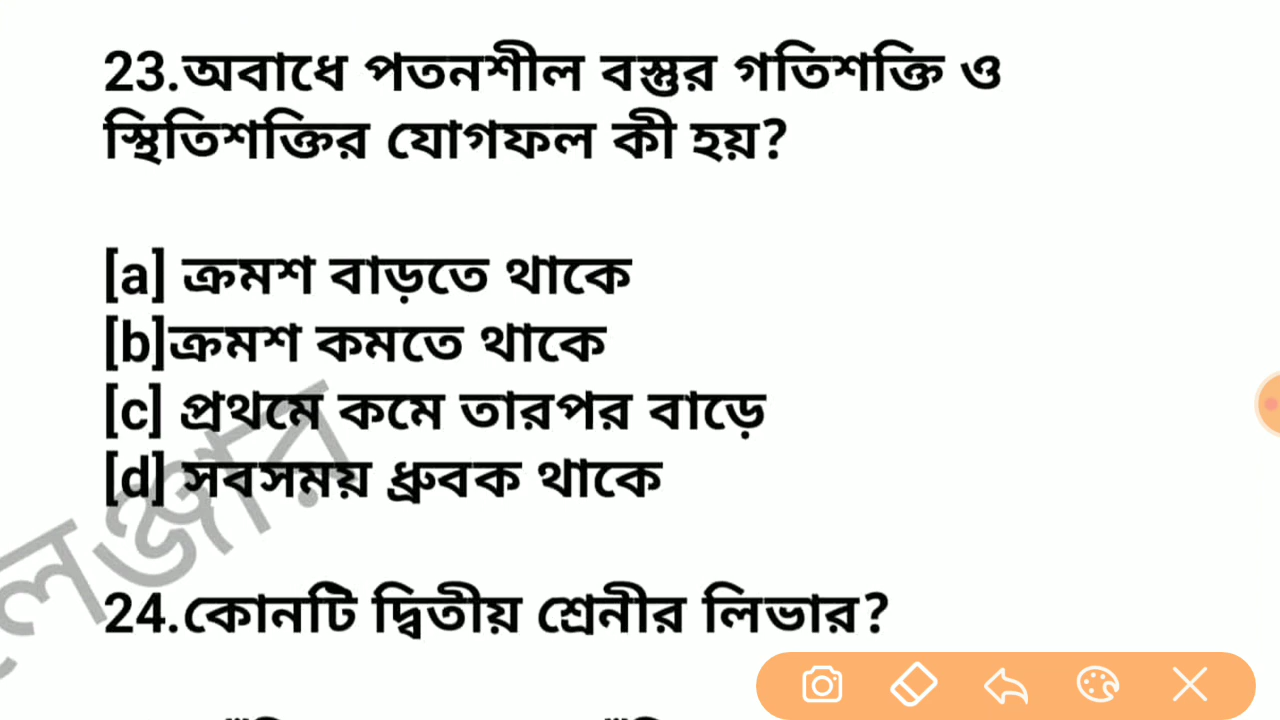 23.অবাধে পতনশীল বস্তুর গতিশক্তি ও
স্থিতিশক্তির যোগফল কী হয়?
[a] ক্রমশ বাড়তে থাকে
[b]ক্রমশ কমতে থাকে
[c] প্রথমে কমে তারপর বাড়ে
[d] সবসময় ধ্রুবক থাকে
24.কোনটি দ্বিতীয় শ্রেনীর লিভার?